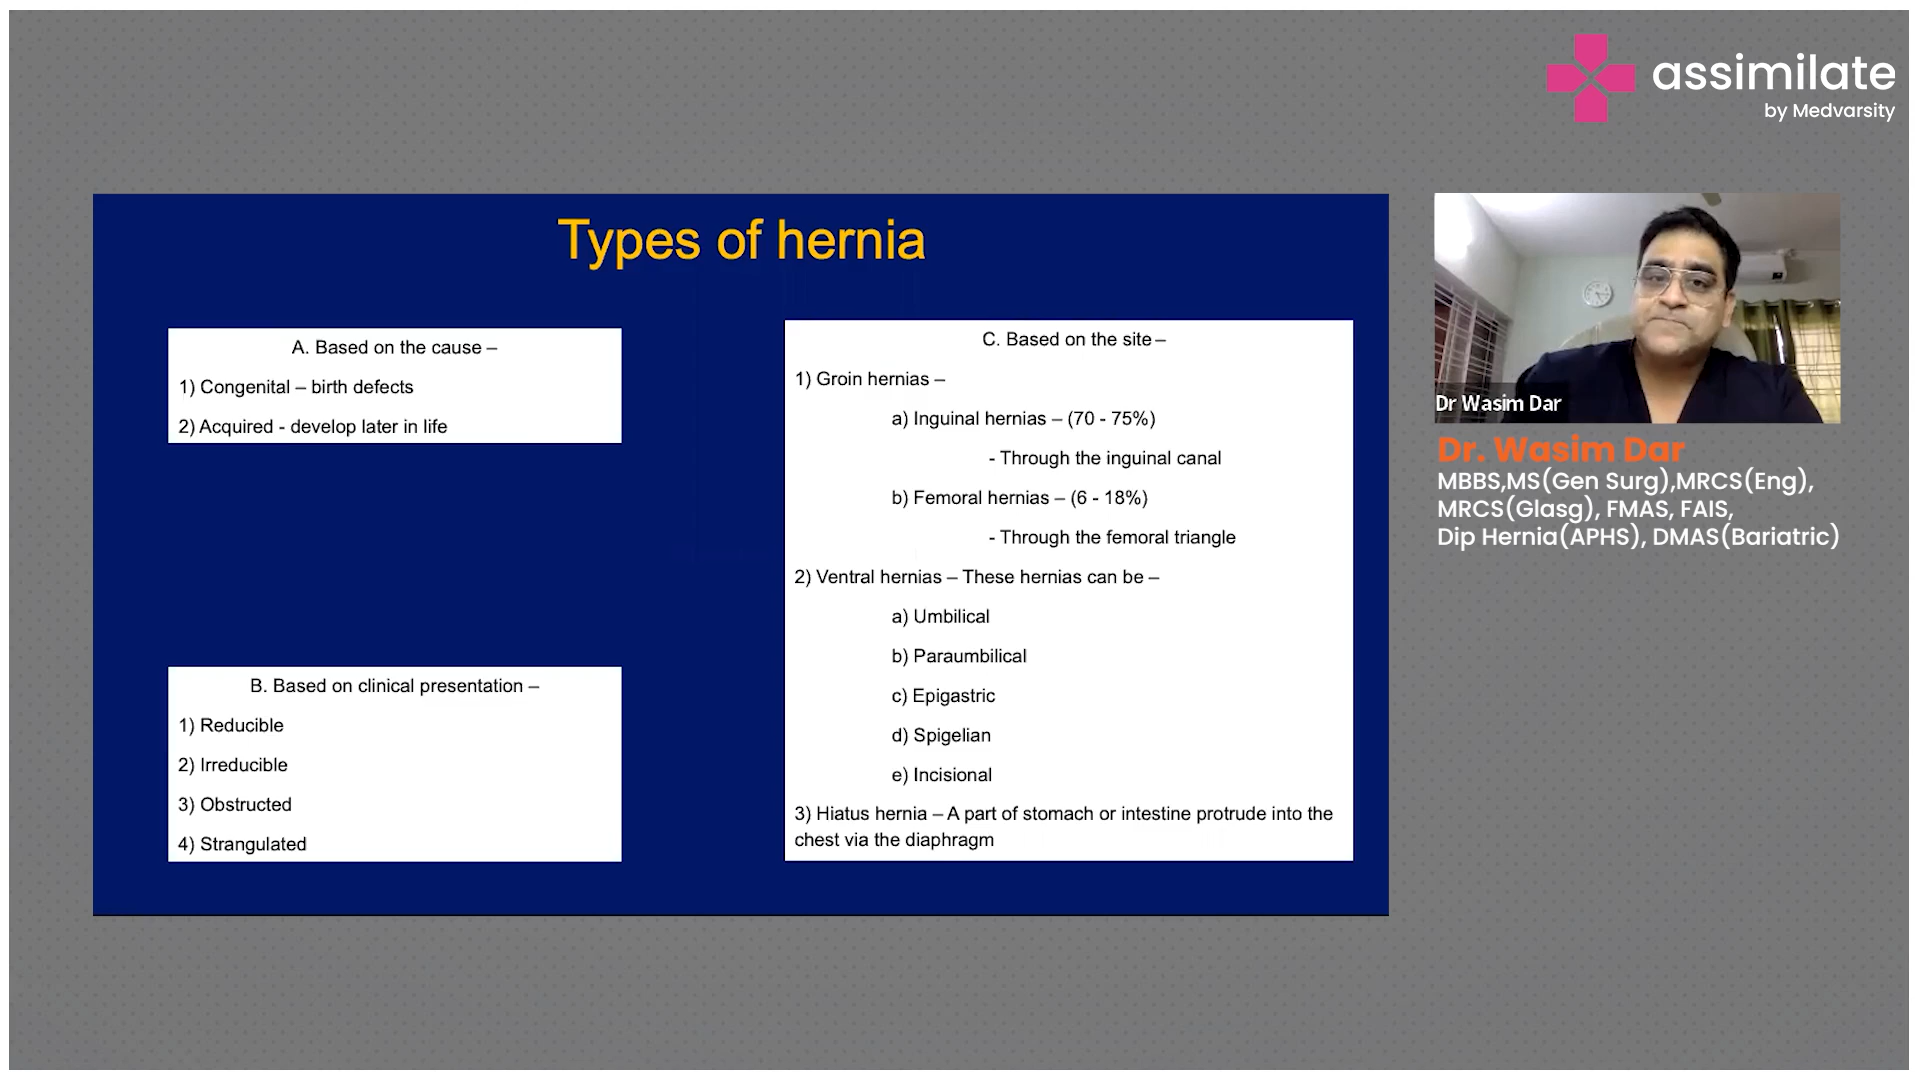 assimilate
by Medvarsity
Types of hernia
A. Based on the cause –
1) Congenital – birth defects
2) Acquired - develop later in life
B. Based on clinical presentation –
1) Reducible
2) Irreducible
3) Obstructed
4) Strangulated
C. Based on the site –
1) Groin hernias –
a) Inguinal hernias – (70 - 75%)
- Through the inguinal canal
b) Femoral hernias – (6 - 18%)
- Through the femoral triangle
2) Ventral hernias – These hernias can be –
a) Umbilical
b) Paraumbilical
c) Epigastric
d) Spigelian
e) Incisional
3) Hiatus hernia – A part of stomach or intestine protrude into the
chest via the diaphragm
Dr Wasim Dar
Dr. Wasim Dar
MBBS,MS(Gen Surg),MRCS(Eng),
MRCS(Glasg), FMAS, FAIS,
Dip Hernia(APHS), DMAS(Bariatric)